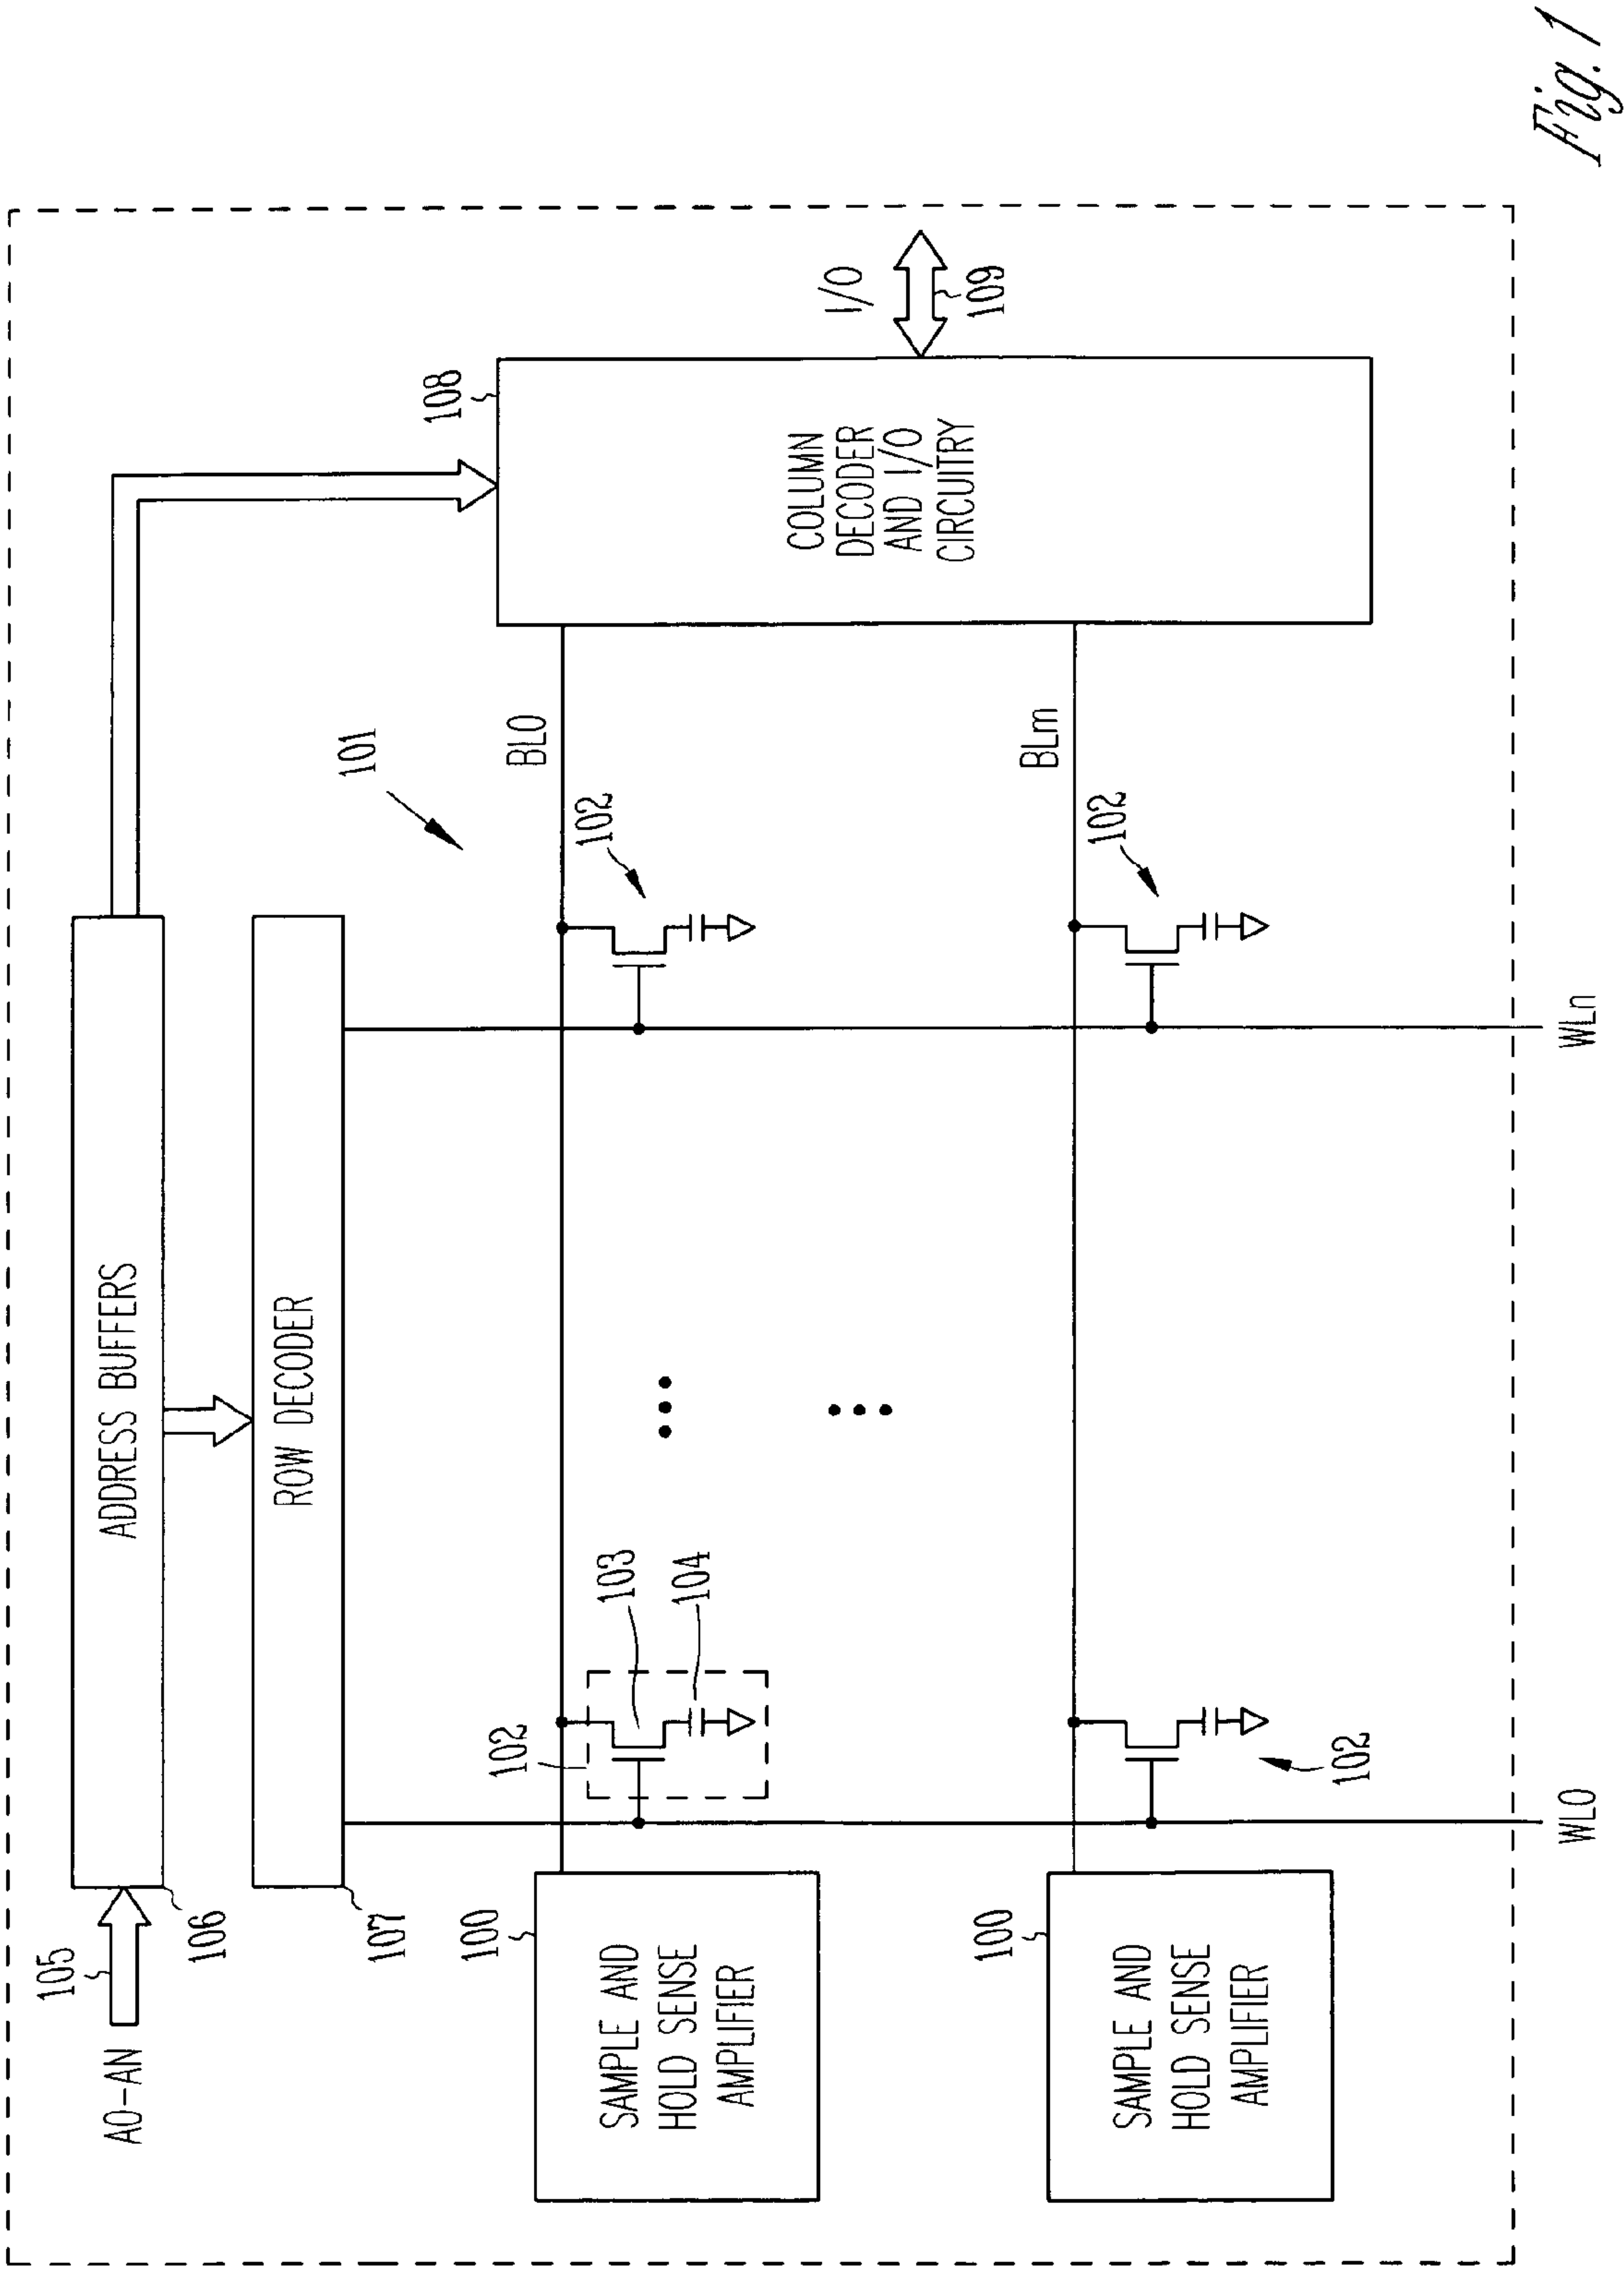 A0-AN
105
106
ADDRESS BUFFERS
107
ROW DECODER
108
COLUMN
DECODER
AND I/O
CIRCUITRY
I/O
109
101
100
SAMPLE AND
HOLD SENSE
AMPLIFIER
102
103
104
102
BL0
100
SAMPLE AND
HOLD SENSE
AMPLIFIER
102
102
BLm
WL0
WLn
Fig. 1